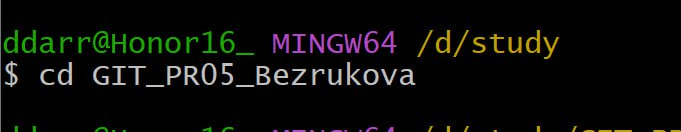 ddarr@Honor16_ MINGW64 /d/study
$ cd GIT_PR05_Bezrukova